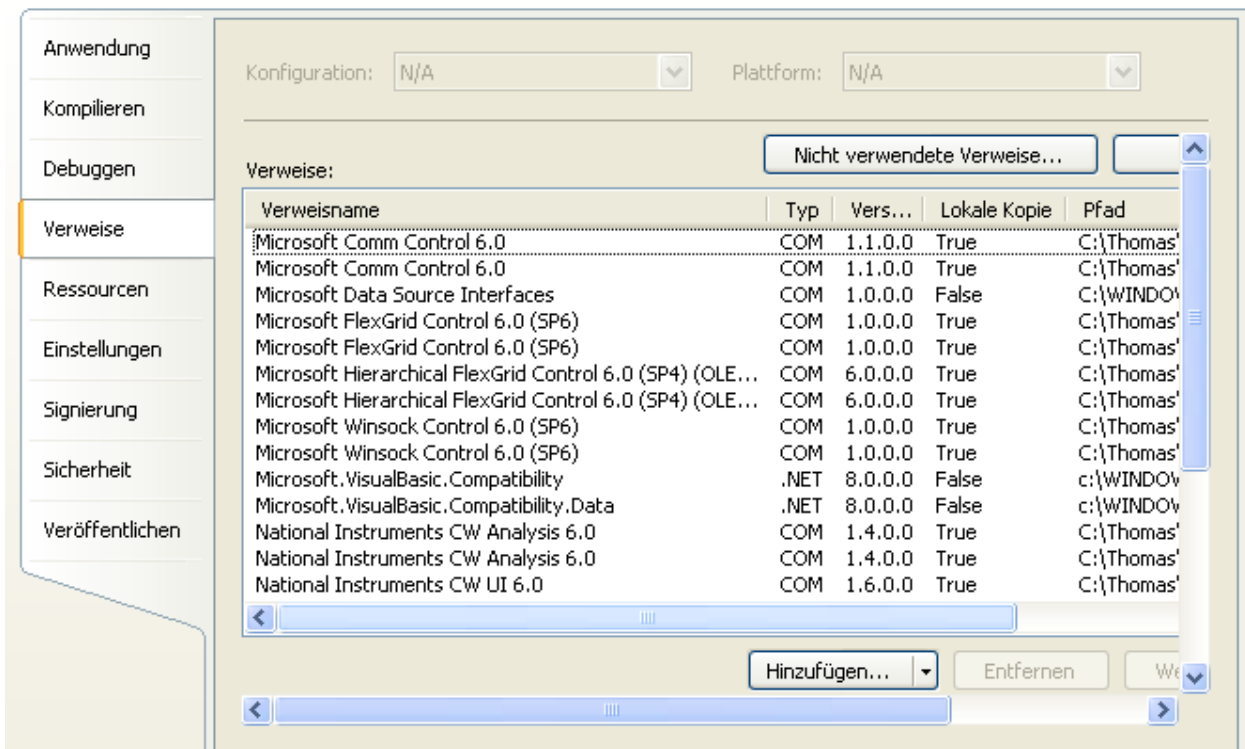 Anwendung
Kompilieren
Debuggen
Verweise
Ressourcen
Einstellungen
Signierung
Sicherheit
Veröffentlichen
Konfiguration: N/A Plattform: N/A
Verweise: Nicht verwendete Verweise...
Verweisname Typ Vers... Lokale Kopie Pfad
Microsoft Comm Control 6.0 COM 1.1.0.0 True C:\Thomas'
Microsoft Comm Control 6.0 COM 1.1.0.0 True C:\Thomas'
Microsoft Data Source Interfaces COM 1.0.0.0 False C:\WINDOW
Microsoft FlexGrid Control 6.0 (SP6) COM 1.0.0.0 True C:\Thomas'
Microsoft FlexGrid Control 6.0 (SP6) COM 1.0.0.0 True C:\Thomas'
Microsoft Hierarchical FlexGrid Control 6.0 (SP4) (OLE... COM 6.0.0.0 True C:\Thomas'
Microsoft Hierarchical FlexGrid Control 6.0 (SP4) (OLE... COM 6.0.0.0 True C:\Thomas'
Microsoft Winsock Control 6.0 (SP6) COM 1.0.0.0 True C:\Thomas'
Microsoft Winsock Control 6.0 (SP6) COM 1.0.0.0 True C:\Thomas'
Microsoft.VisualBasic.Compatibility .NET 8.0.0.0 False c:\WINDOW
Microsoft.VisualBasic.Compatibility.Data .NET 8.0.0.0 False c:\WINDOW
National Instruments CW Analysis 6.0 COM 1.4.0.0 True C:\Thomas'
National Instruments CW Analysis 6.0 COM 1.4.0.0 True C:\Thomas'
National Instruments CW UI 6.0 COM 1.6.0.0 True C:\Thomas'
Hinzufügen... Entfernen We